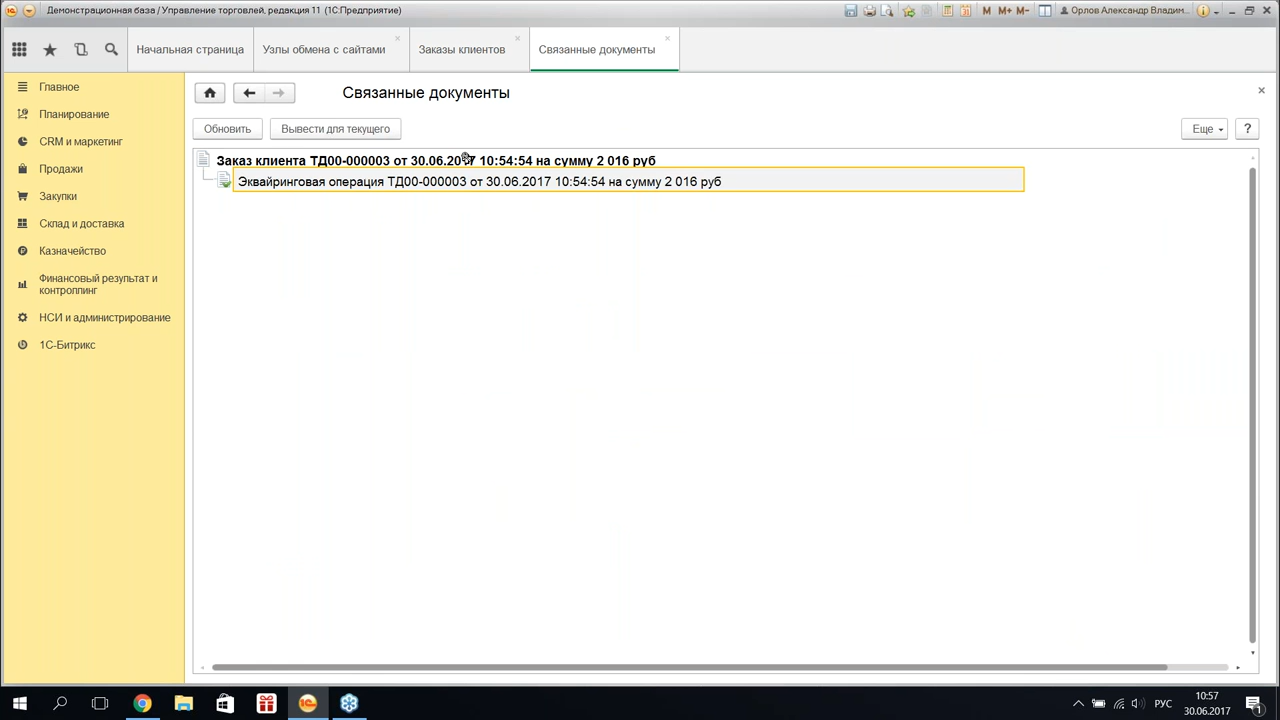 Демонстрационная база / Управление торговлей, редакция 11 (1С:Предприятие)
M M+ M-
Орлов Александр Владим...
Начальная страница
Узлы обмена с сайтами
Заказы клиентов
Связанные документы
Главное
Планирование
CRM и маркетинг
Продажи
Закупки
Склад и доставка
Казначейство
Финансовый результат и
контроллинг
НСИ и администрирование
1С-Битрикс
Связанные документы
Обновить
Вывести для текущего
Еще
?
Заказ клиента ТД00-000003 от 30.06.2017 10:54:54 на сумму 2 016 руб
Эквайринговая операция ТД00-000003 от 30.06.2017 10:54:54 на сумму 2 016 руб
РУС
10:57
30.06.2017
1